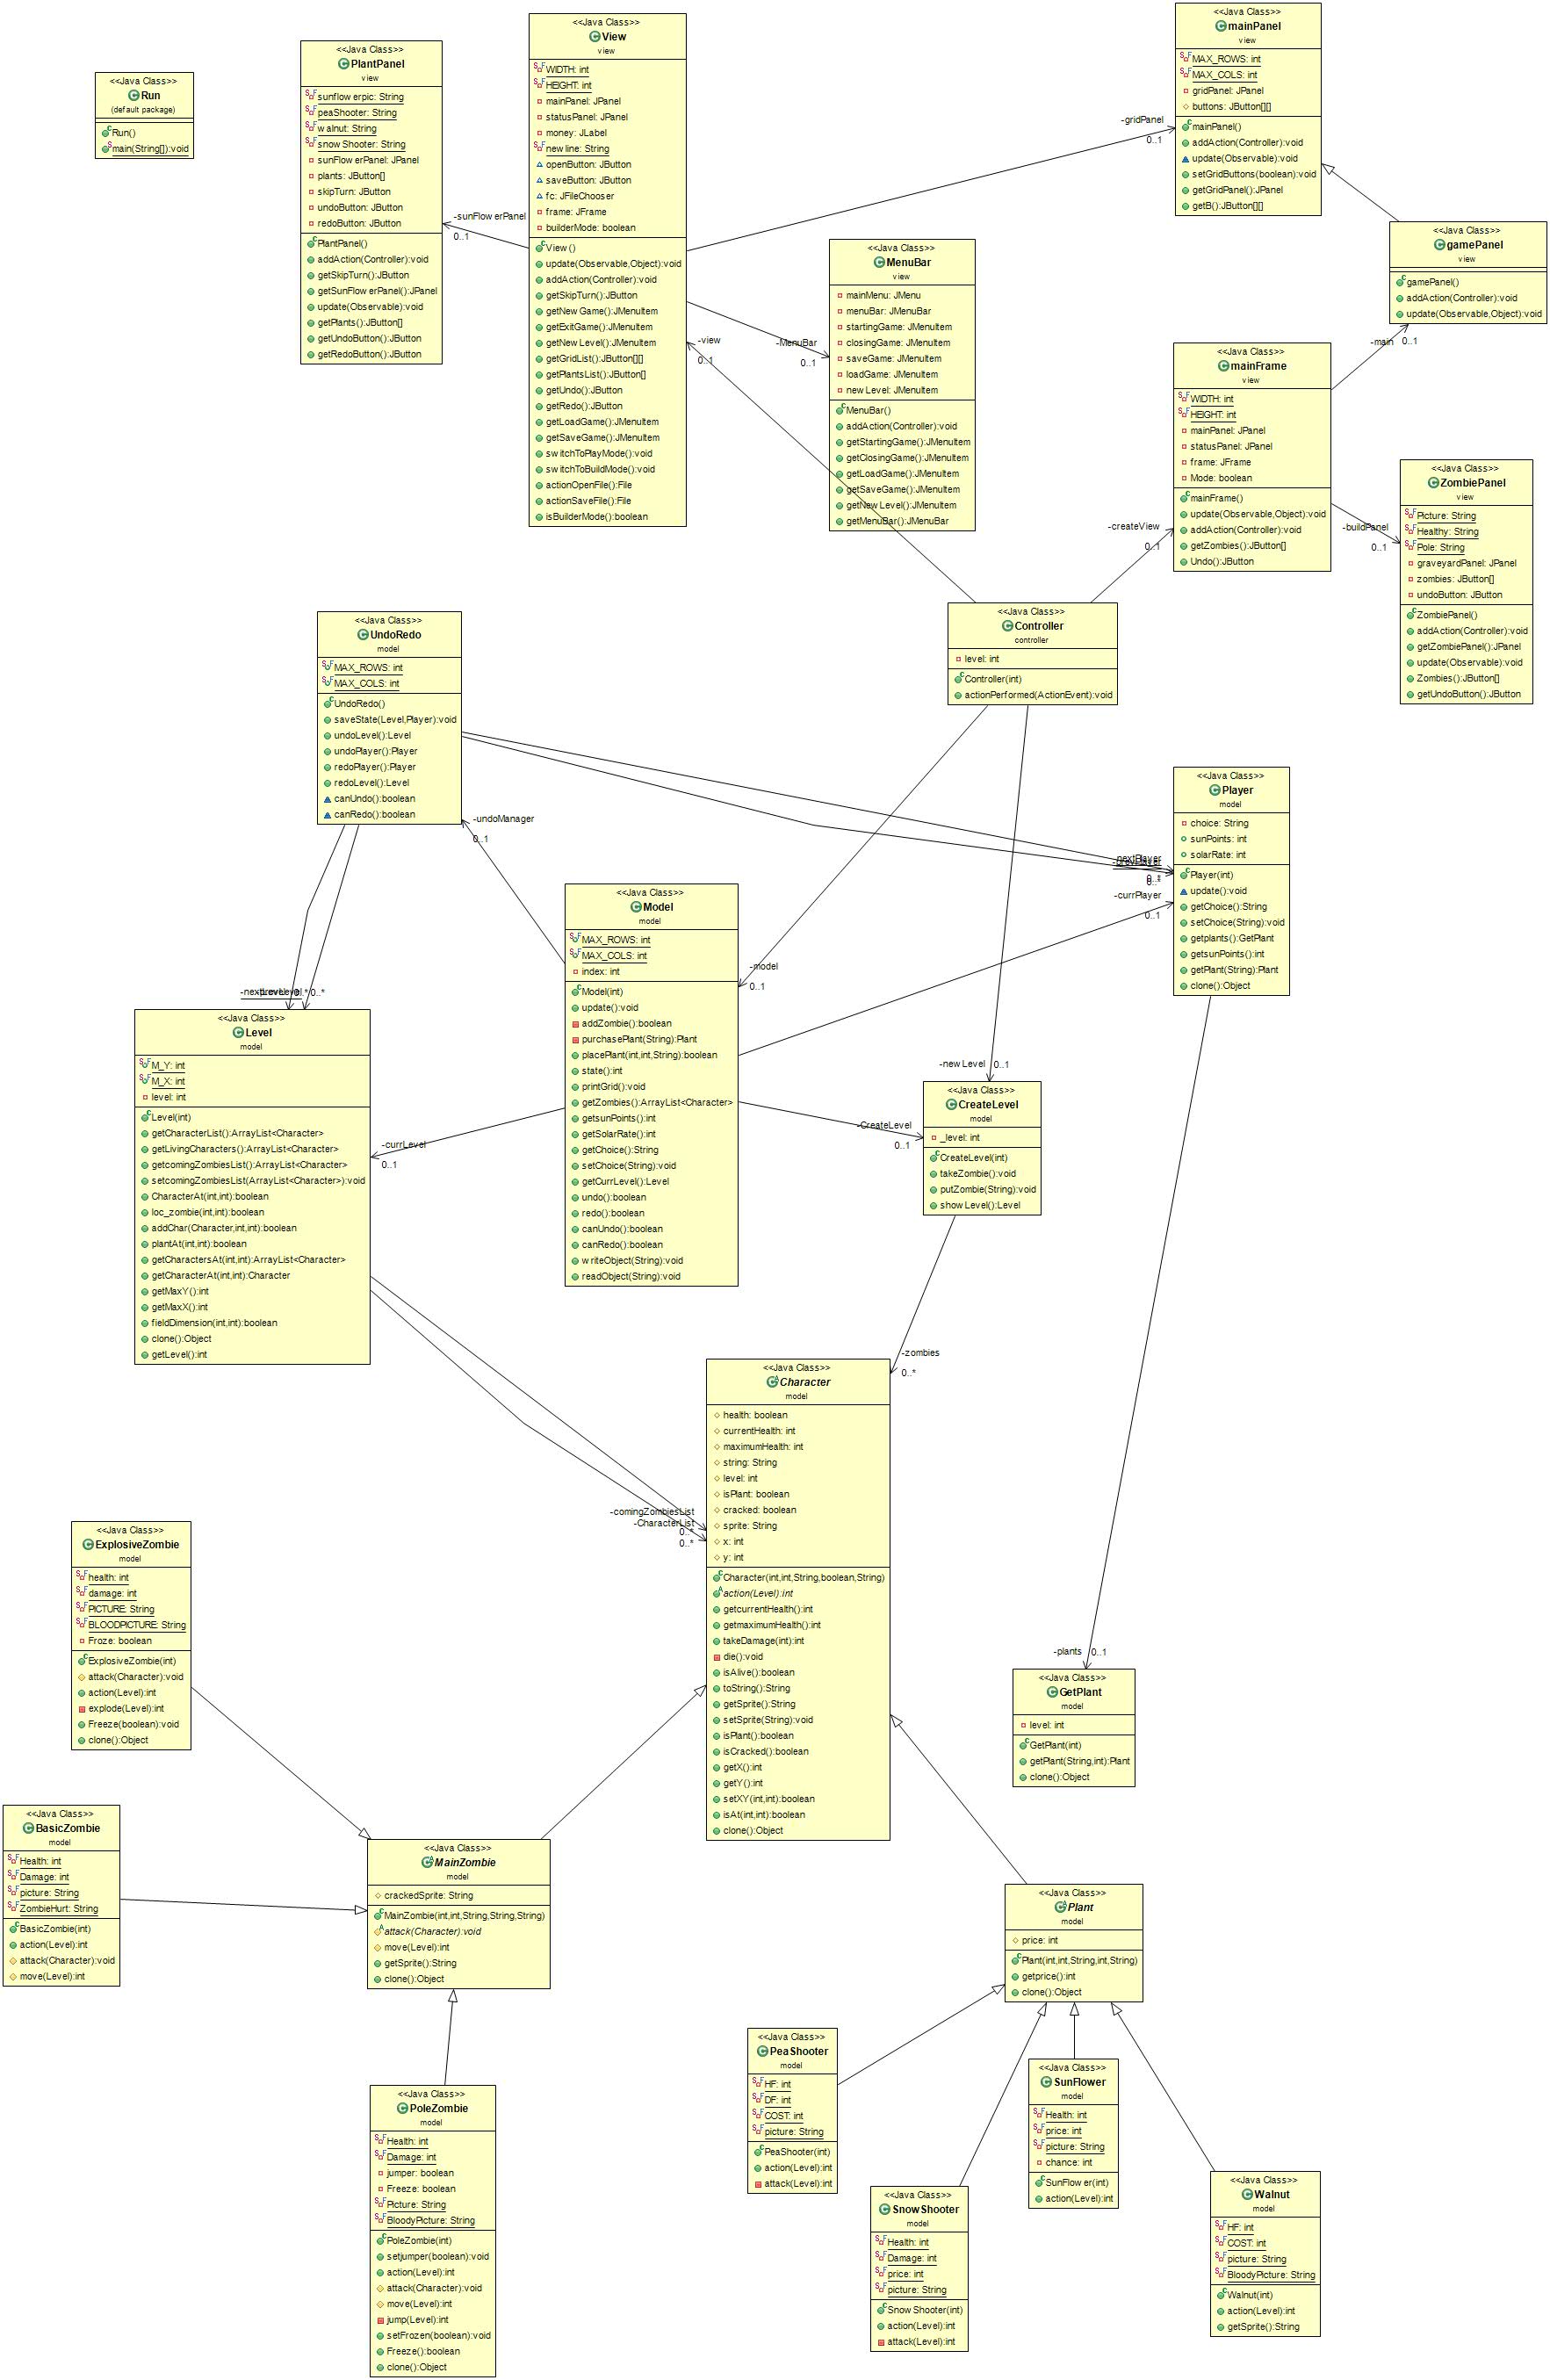 <<Java Class>>
Run
(default package)
Run()
main(String[]):void
<<Java Class>>
PlantPanel
view
sunflowerpic: String
peaShooter: String
walnut: String
snowShooter: String
sunFlowerPanel: JPanel
plants: JButton[]
skipTurn: JButton
undoButton: JButton
redoButton: JButton
PlantPanel()
addAction(Controller):void
getSkipTurn():JButton
getSunFlowerPanel():JPanel
update(Observable):void
getPlants():JButton[]
getUndoButton():JButton
getRedoButton():JButton
-sunFlowerPanel
0..1
<<Java Class>>
View
view
WIDTH: int
HEIGHT: int
mainPanel: JPanel
statusPanel: JPanel
money: JLabel
newline: String
openButton: JButton
saveButton: JButton
fc: JFileChooser
frame: JFrame
builderMode: boolean
View()
update(Observable,Object):void
addAction(Controller):void
getSkipTurn():JButton
getNewGame():JMenuItem
getExitGame():JMenuItem
getNewLevel():JMenuItem
getGridList():JButton[][]
getPlantsList():JButton[]
getUndo():JButton
getRedo():JButton
getLoadGame():JMenuItem
getSaveGame():JMenuItem
switchToPlayMode():void
switchToBuildMode():void
actionOpenFile():File
actionSaveFile():File
isBuilderMode():boolean
-gridPanel
0..1
-MenuBar
0..1
-view
0..1
<<Java Class>>
MenuBar
view
mainMenu: JMenu
menuBar: JMenuBar
startingGame: JMenuItem
closingGame: JMenuItem
saveGame: JMenuItem
loadGame: JMenuItem
newLevel: JMenuItem
MenuBar()
addAction(Controller):void
getStartingGame():JMenuItem
getClosingGame():JMenuItem
getLoadGame():JMenuItem
getSaveGame():JMenuItem
getNewLevel():JMenuItem
getMenuBar():JMenuBar
<<Java Class>>
mainPanel
view
MAX_ROWS: int
MAX_COLS: int
gridPanel: JPanel
buttons: JButton[][]
mainPanel()
addAction(Controller):void
update(Observable):void
setGridButtons(boolean):void
getGridPanel():JPanel
getB():JButton[][]
<<Java Class>>
gamePanel
view
gamePanel()
addAction(Controller):void
update(Observable,Object):void
-main
0..1
<<Java Class>>
mainFrame
view
WIDTH: int
HEIGHT: int
mainPanel: JPanel
statusPanel: JPanel
frame: JFrame
Mode: boolean
mainFrame()
update(Observable,Object):void
addAction(Controller):void
getZombies():JButton[]
Undo():JButton
-createView
0..1
-buildPanel
0..1
<<Java Class>>
ZombiePanel
view
Picture: String
Healthy: String
Pole: String
graveyardPanel: JPanel
zombies: JButton[]
undoButton: JButton
ZombiePanel()
addAction(Controller):void
getZombiePanel():JPanel
update(Observable):void
Zombies():JButton[]
getUndoButton():JButton
<<Java Class>>
Controller
controller
level: int
Controller(int)
actionPerformed(ActionEvent):void
<<Java Class>>
UndoRedo
model
MAX_ROWS: int
MAX_COLS: int
UndoRedo()
saveState(Level,Player):void
undoLevel():Level
undoPlayer():Player
redoPlayer():Player
redoLevel():Level
canUndo():boolean
canRedo():boolean
-undoManager
0..1
<<Java Class>>
Player
model
choice: String
sunPoints: int
solarRate: int
Player(int)
update():void
getChoice():String
setChoice(String):void
getplants():GetPlant
getsunPoints():int
getPlant(String):Plant
clone():Object
0..*
-currPlayer
0..1
<<Java Class>>
Model
model
MAX_ROWS: int
MAX_COLS: int
index: int
Model(int)
update():void
addZombie():boolean
purchasePlant(String):Plant
placePlant(int,int,String):boolean
state():int
printGrid():void
getZombies():ArrayList<Character>
getsunPoints():int
getSolarRate():int
getChoice():String
setChoice(String):void
getCurrLevel():Level
undo():boolean
redo():boolean
canUndo():boolean
canRedo():boolean
writeObject(String):void
readObject(String):void
-model
0..1
0..*
<<Java Class>>
Level
model
M_Y: int
M_X: int
level: int
Level(int)
getCharacterList():ArrayList<Character>
getLivingCharacters():ArrayList<Character>
getcomingZombiesList():ArrayList<Character>
setcomingZombiesList(ArrayList<Character>):void
CharacterAt(int,int):boolean
loc_zombie(int,int):boolean
addChar(Character,int,int):boolean
plantAt(int,int):boolean
getCharactersAt(int,int):ArrayList<Character>
getCharacterAt(int,int):Character
getMaxY():int
getMaxX():int
fieldDimension(int,int):boolean
clone():Object
getLevel():int
-currLevel
0..1
-newLevel
0..1
-CreateLevel
0..1
<<Java Class>>
CreateLevel
model
_level: int
CreateLevel(int)
takeZombie():void
putZombie(String):void
showLevel():Level
-zombies
0..*
<<Java Class>>
Character
model
health: boolean
currentHealth: int
maximumHealth: int
string: String
level: int
isPlant: boolean
cracked: boolean
sprite: String
x: int
y: int
Character(int,int,String,boolean,String)
action(Level):int
getcurrentHealth():int
getmaximumHealth():int
takeDamage(int):int
die():void
isAlive():boolean
toString():String
getSprite():String
setSprite(String):void
isPlant():boolean
isCracked():boolean
getX():int
getY():int
setXY(int,int):boolean
isAt(int,int):boolean
clone():Object
-comingZombiesList
-CharacterList
0..*
0..*
<<Java Class>>
ExplosiveZombie
model
health: int
damage: int
PICTURE: String
BLOODPICTURE: String
Froze: boolean
ExplosiveZombie(int)
attack(Character):void
action(Level):int
explode(Level):int
Freeze(boolean):void
clone():Object
-plants
0..1
<<Java Class>>
GetPlant
model
level: int
GetPlant(int)
getPlant(String,int):Plant
clone():Object
<<Java Class>>
BasicZombie
model
Health: int
Damage: int
picture: String
ZombieHurt: String
BasicZombie(int)
action(Level):int
attack(Character):void
move(Level):int
<<Java Class>>
MainZombie
model
crackedSprite: String
MainZombie(int,int,String,String,String)
attack(Character):void
move(Level):int
getSprite():String
clone():Object
<<Java Class>>
Plant
model
price: int
Plant(int,int,String,int,String)
getprice():int
clone():Object
<<Java Class>>
PeaShooter
model
HF: int
DF: int
COST: int
picture: String
PeaShooter(int)
action(Level):int
attack(Level):int
<<Java Class>>
SunFlower
model
Health: int
price: int
picture: String
chance: int
SunFlower(int)
action(Level):int
<<Java Class>>
PoleZombie
model
Health: int
Damage: int
jumper: boolean
Freeze: boolean
Picture: String
BloodyPicture: String
PoleZombie(int)
setjumper(boolean):void
action(Level):int
attack(Character):void
move(Level):int
jump(Level):int
setFrozen(boolean):void
Freeze():boolean
clone():Object
<<Java Class>>
SnowShooter
model
Health: int
Damage: int
price: int
picture: String
SnowShooter(int)
action(Level):int
attack(Level):int
<<Java Class>>
Walnut
model
HF: int
COST: int
picture: String
BloodyPicture: String
Walnut(int)
action(Level):int
getSprite():String